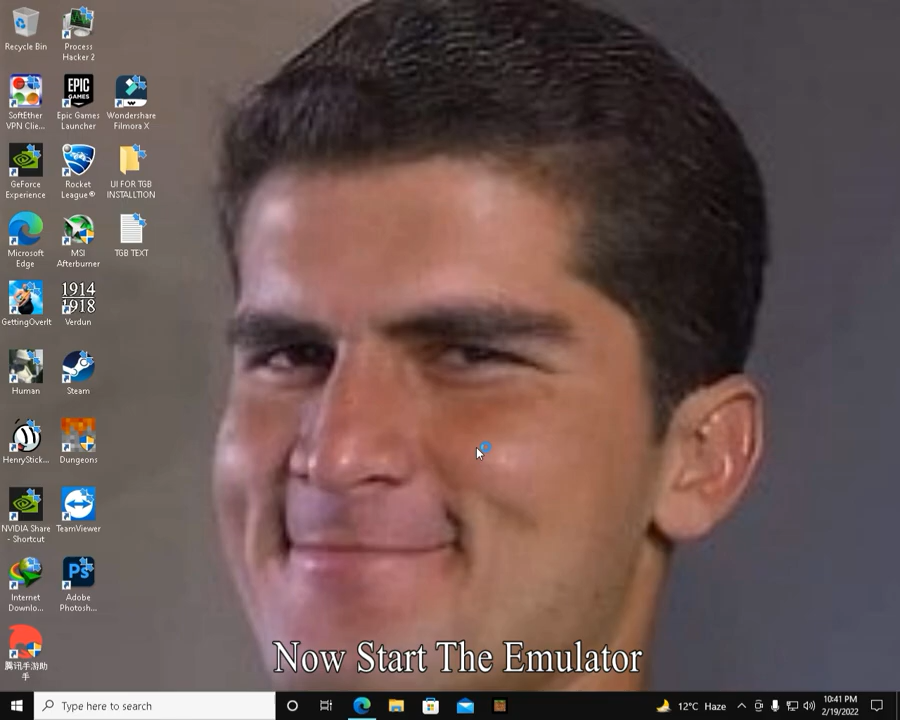 Recycle Bin
Process
Hacker 2
SoftEther
VPN Clie...
EPIC
GAMES
Epic Games
Launcher
Wondershare
Filmora X
GeForce
Experience
Rocket
League®
UI FOR TGB
INSTALLTION
Microsoft
Edge
MSI
Afterburner
TGB TEXT
GettingOverIt
1914
1918
Verdun
Human
Steam
HenryStick...
Dungeons
NVIDIA Share
- Shortcut
TeamViewer
Internet
Downlo...
Ps
Adobe
Photosh...
腾讯手游助
手
Now Start The Emulator
Type here to search
12°C Haze
10:41 PM
2/19/2022